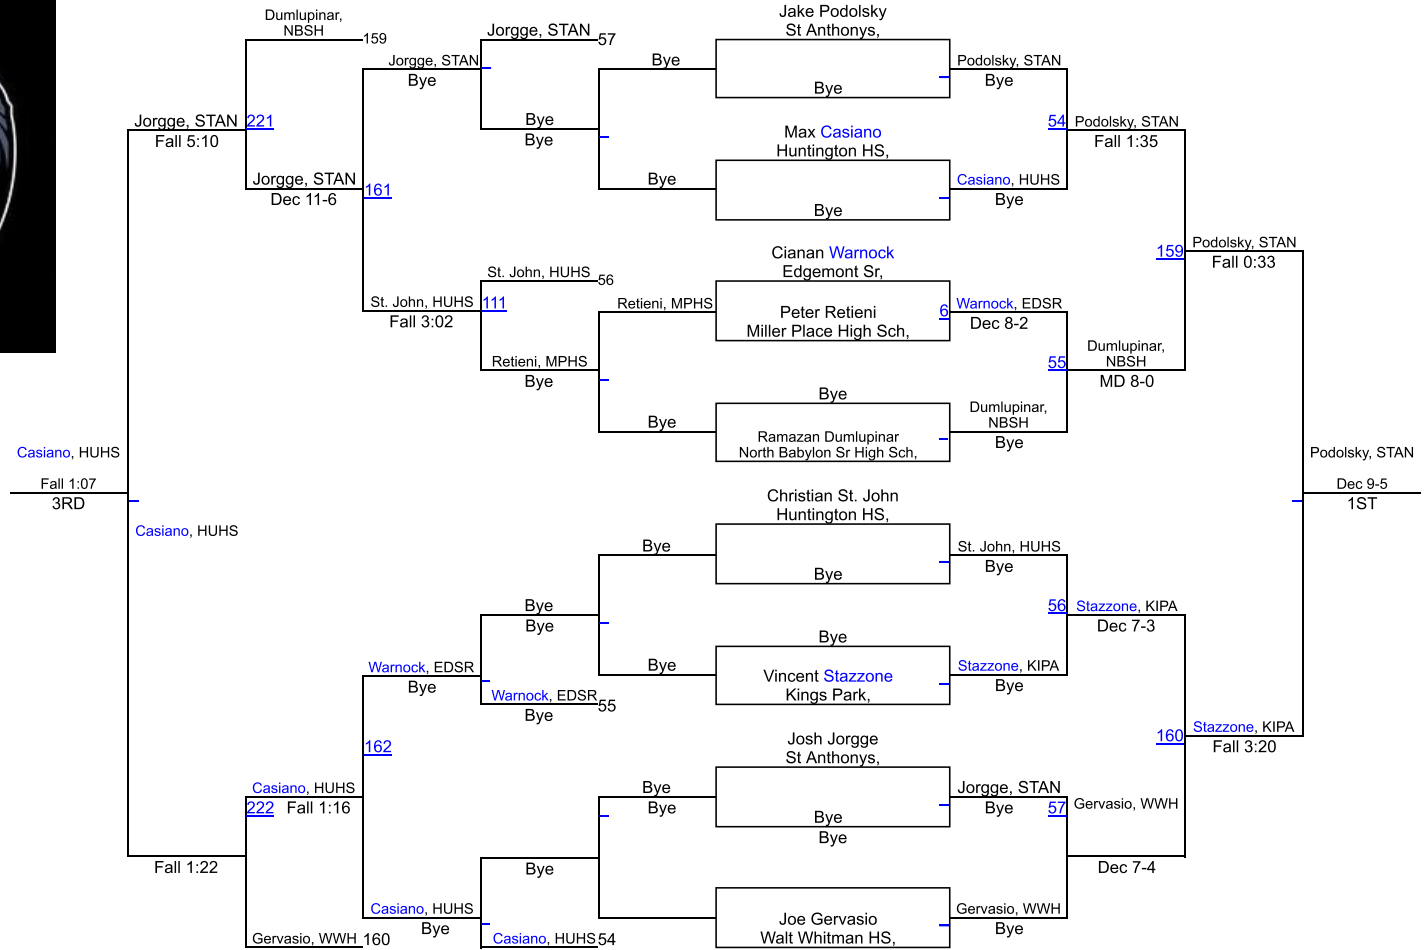 Jake Podolsky
St Anthonys,
Dumlupinar,
NBSH
159
Jorgge, STAN
57
Jorgge, STAN
Bye
Bye
Podolsky, STAN
Bye
Bye
Bye
Bye
Max Casiano
Huntington HS,
Jorgge, STAN
221
Fall 5:10
54
Podolsky, STAN
Fall 1:35
Jorgge, STAN
161
Dec 11-6
Bye
Casiano, HUHS
Bye
Bye
Cianan Warnock
Edgemont Sr,
159
Podolsky, STAN
Fall 0:33
St. John, HUHS
56
St. John, HUHS
111
Fall 3:02
Retieni, MPHS
Peter Retieni
Miller Place High Sch,
6
Warnock, EDSR
Dec 8-2
Retieni, MPHS
Bye
55
Dumlupinar,
NBSH
MD 8-0
Bye
Bye
Ramazan Dumlupinar
North Babylon Sr High Sch,
Dumlupinar,
NBSH
Bye
Casiano, HUHS
Fall 1:07
3RD
Podolsky, STAN
Dec 9-5
1ST
Casiano, HUHS
Christian St. John
Huntington HS,
Bye
Bye
St. John, HUHS
Bye
Bye
Bye
56
Stazzone, KIPA
Dec 7-3
Bye
Bye
Vincent Stazzone
Kings Park,
Stazzone, KIPA
Bye
Warnock, EDSR
Bye
Warnock, EDSR
55
Bye
162
160
Stazzone, KIPA
Fall 3:20
Josh Jorgge
St Anthonys,
Casiano, HUHS
222
Fall 1:16
Bye
Bye
Bye
Bye
Jorgge, STAN
Bye
57
Gervasio, WWH
Fall 1:22
Bye
Dec 7-4
Casiano, HUHS
Bye
Joe Gervasio
Walt Whitman HS,
Gervasio, WWH
Bye
Gervasio, WWH
160
Casiano, HUHS
54